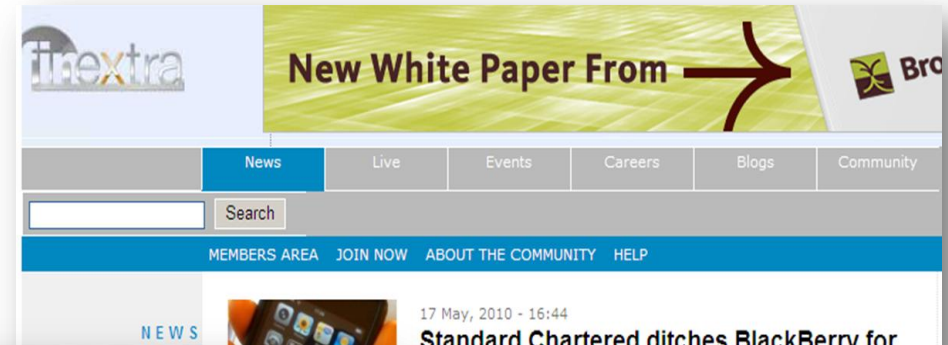 finextra
New White Paper From
Bro
News Live Events Careers Blogs Community
Search
MEMBERS AREA JOIN NOW ABOUT THE COMMUNITY HELP
17 May, 2010 - 16:44
NEWS
Standard Chartered ditches BlackBerry for